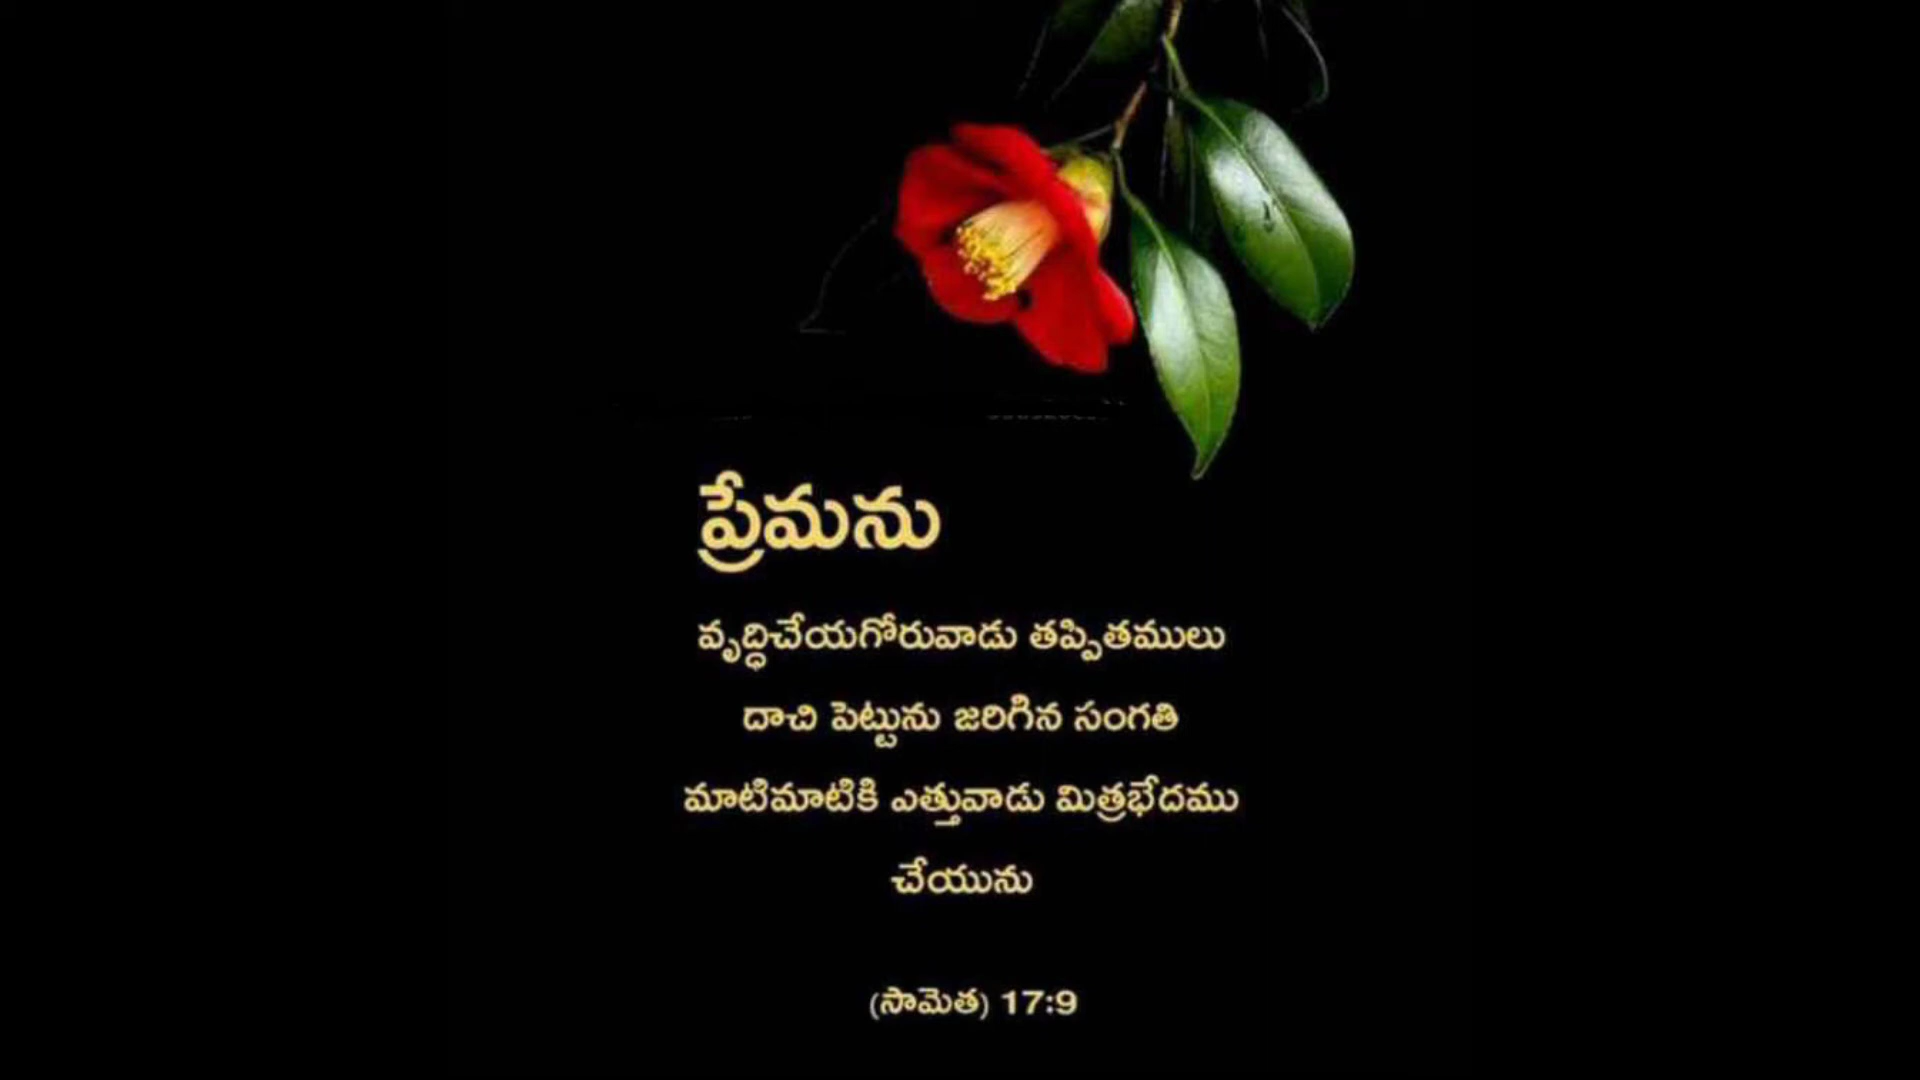 ప్రేమను
వృద్ధిచేయగోరువాడు తప్పితములు
దాచి పెట్టును జరిగిన సంగతి
మాటిమాటికి ఎత్తువాడు మిత్రభేదము
చేయును
(సామెత) 17:9